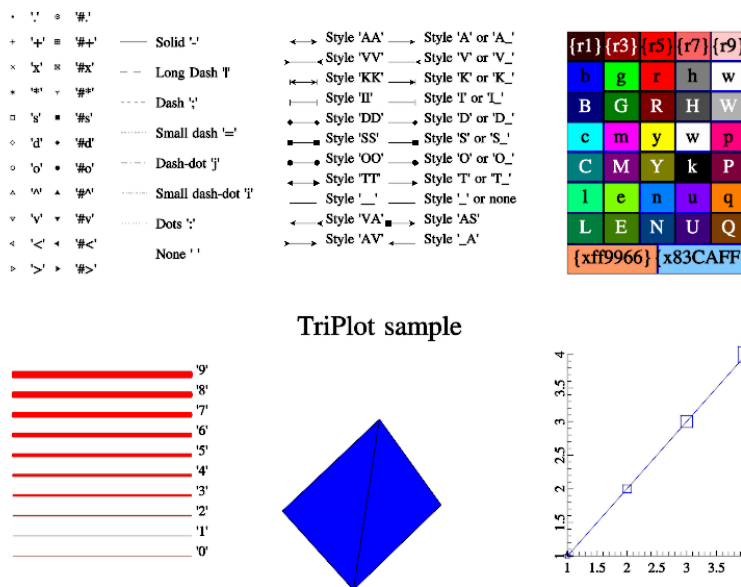 '.' '#.'
'+' '#+'
'x' '#x'
'*' '#*'
's' '#s'
'd' '#d'
'o' '#o'
'^' '#^'
'v' '#v'
'<' '#<'
'>' '#>'
Solid '-'
Long Dash '|'
Dash ';'
Small dash '='
Dash-dot 'j'
Small dash-dot 'i'
Dots ':'
None ' '
Style 'AA' Style 'A' or 'A_'
Style 'VV' Style 'V' or 'V_'
Style 'KK' Style 'K' or 'K_'
Style 'II' Style 'I' or 'I_'
Style 'DD' Style 'D' or 'D_'
Style 'SS' Style 'S' or 'S_'
Style 'OO' Style 'O' or 'O_'
Style 'TT' Style 'T' or 'T_'
Style '__' Style '_' or none
Style 'VA' Style 'AS'
Style 'AV' Style '_A'
{r1} {r3} {r5} {r7} {r9}
b g r h w
B G R H W
c m y w p
C M Y k P
l e n u q
L E N U Q
{xff9966} {x83CAFF
TriPlot sample
'9'
'8'
'7'
'6'
'5'
'4'
'3'
'2'
'1'
'0'
4
3.5
3
2.5
2
1.5
1
1 1.5 2 2.5 3 3.5